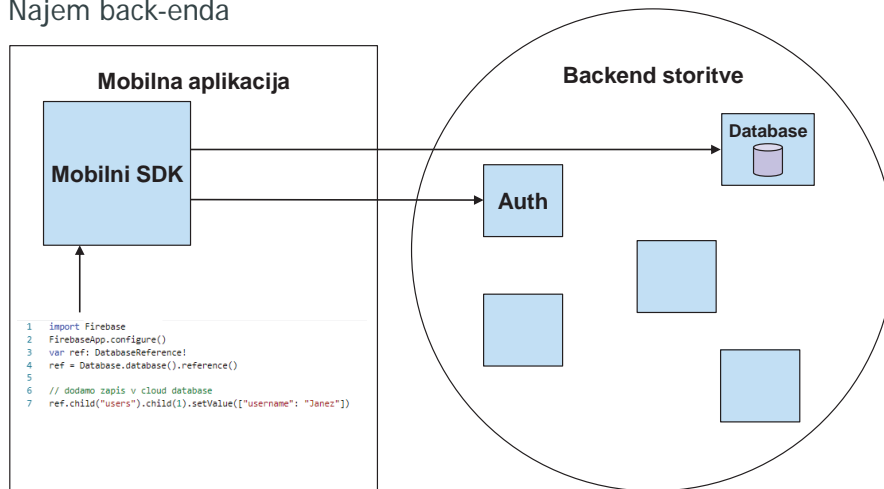 Najem back-enda
Mobilna aplikacija
Backend storitve
Mobilni SDK
Database
Auth
1 import Firebase
2 FirebaseApp.configure()
3 var ref: DatabaseReference!
4 ref = Database.database().reference()
5
6 // dodamo zapis v cloud database
7 ref.child("users").child(1).setValue(["username": "Janez"])